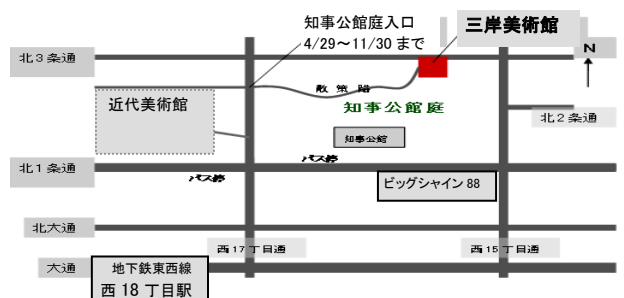 知事公館庭入口
4/29～11/30 まで
三岸美術館
N
北３条通
散策路
近代美術館
知事公館庭
北２条通
知事公館
バス停
北１条通
バス停
ビッグシャイン 88
北大通
西17丁目通
西15丁目通
大通
地下鉄東西線
西 18 丁目駅